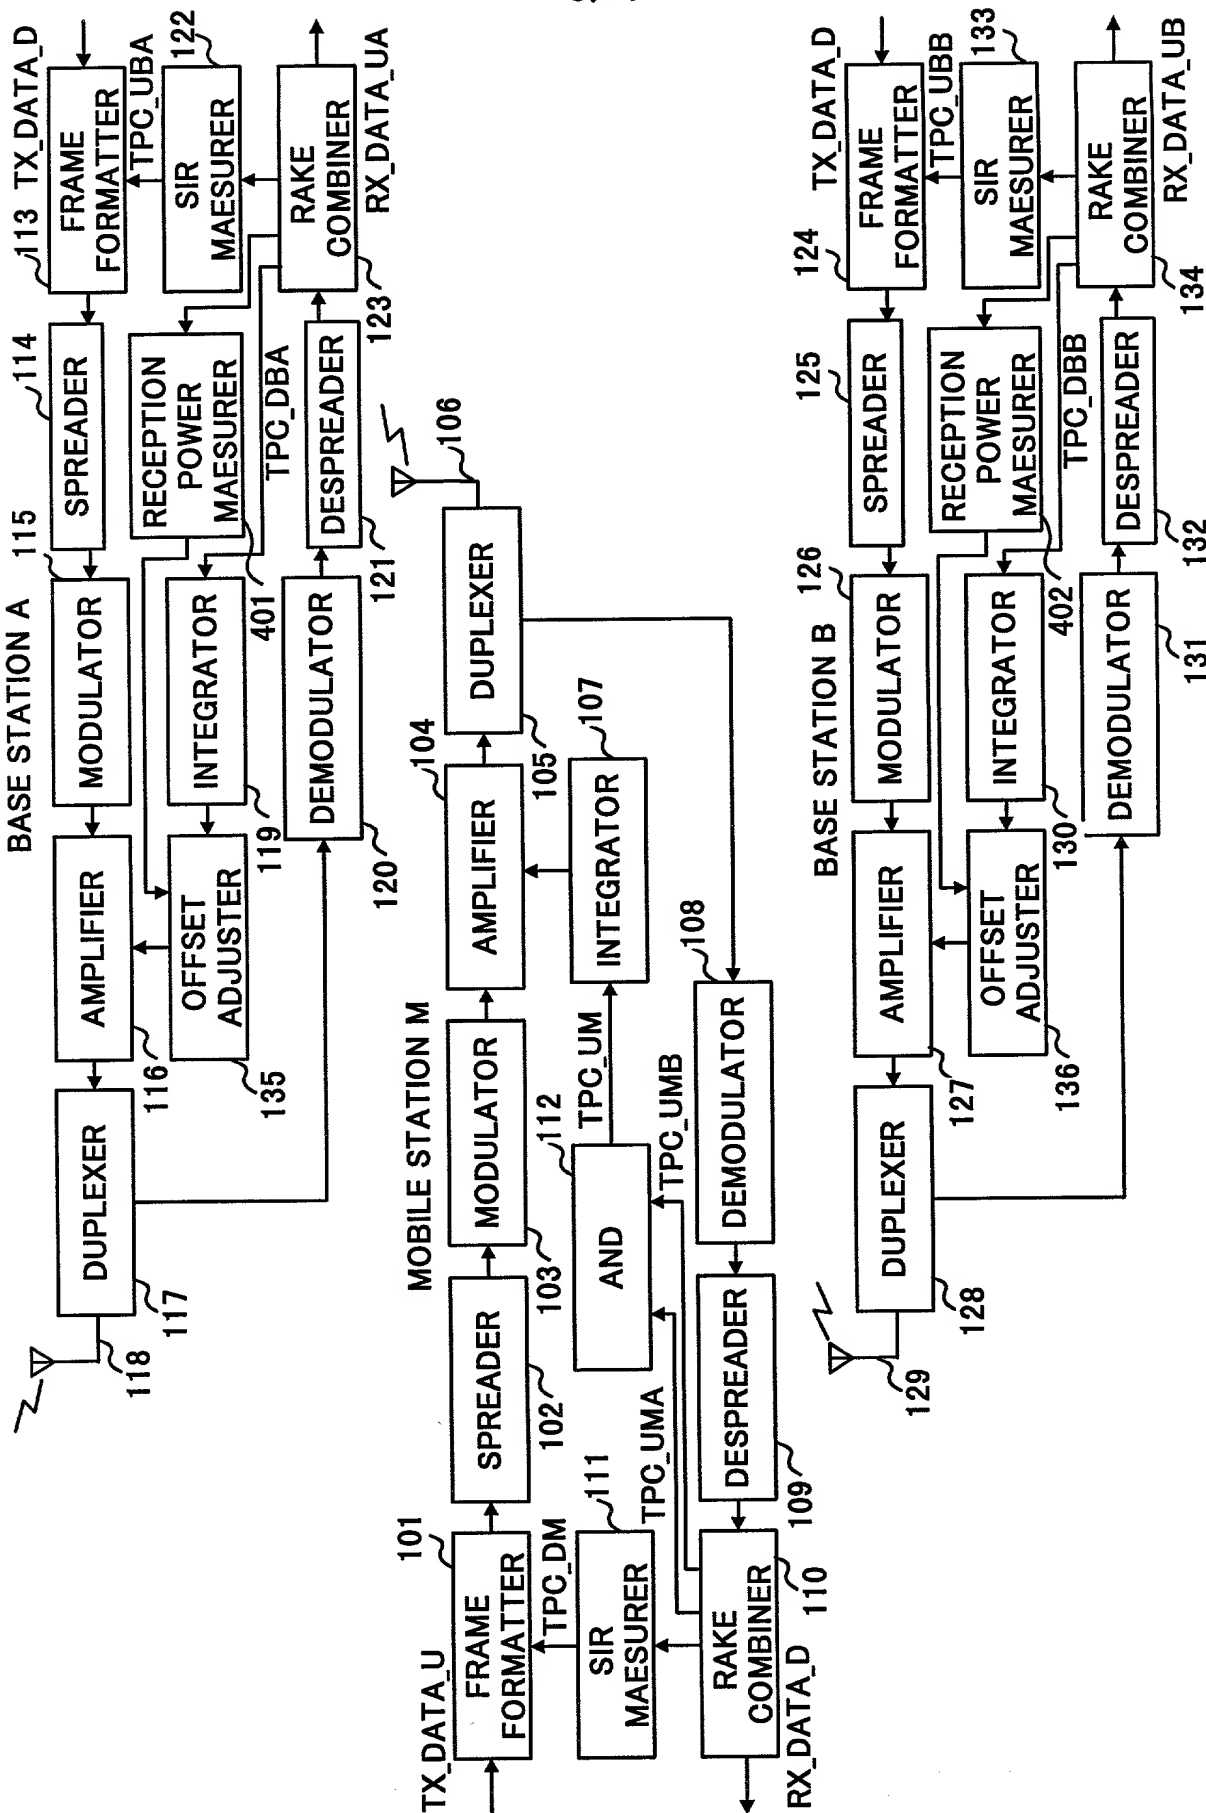 BASE STATION A
118
DUPLEXER
117
AMPLIFIER
116
MODULATOR
115
SPREADER
114
FRAME
FORMATTER
113
TX_DATA_D
TPC_UBA
OFFSET
ADJUSTER
135
INTEGRATOR
119
RECEPTION
POWER
MAESURER
401
SIR
MAESURER
122
TPC_DBA
DEMODULATOR
120
DESPREADER
121
RAKE
COMBINER
123
RX_DATA_UA
MOBILE STATION M
TX_DATA_U
FRAME
FORMATTER
101
SPREADER
102
MODULATOR
103
AMPLIFIER
104
DUPLEXER
105
106
TPC_DM
SIR
MAESURER
111
AND
112
TPC_UM
INTEGRATOR
107
TPC_UMA
TPC_UMB
RX_DATA_D
RAKE
COMBINER
110
DESPREADER
109
DEMODULATOR
108
BASE STATION B
129
DUPLEXER
128
AMPLIFIER
127
MODULATOR
126
SPREADER
125
FRAME
FORMATTER
124
TX_DATA_D
TPC_UBB
OFFSET
ADJUSTER
136
INTEGRATOR
130
RECEPTION
POWER
MAESURER
402
SIR
MAESURER
133
TPC_DBB
DEMODULATOR
131
DESPREADER
132
RAKE
COMBINER
134
RX_DATA_UB